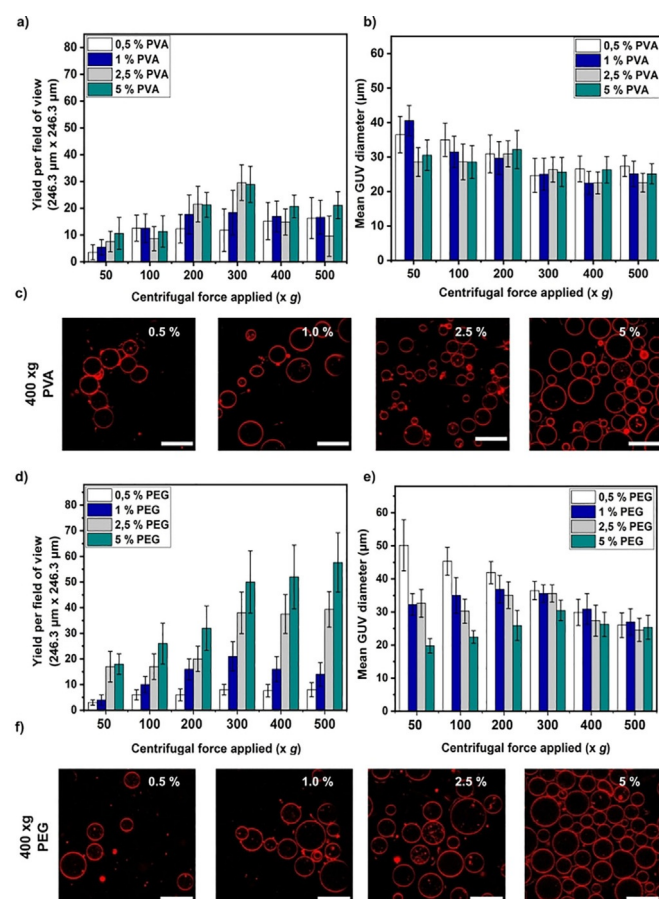 a)
80
70
60
50
40
30
20
10
0
Yield per field of view
(246.3 µm x 246.3 µm)
0,5 % PVA
1 % PVA
2,5 % PVA
5 % PVA
50 100 200 300 400 500
Centrifugal force applied (x g)
b)
60
50
40
30
20
10
0
Mean GUV diameter (µm)
0,5 % PVA
1 % PVA
2,5 % PVA
5 % PVA
50 100 200 300 400 500
Centrifugal force applied (x g)
c)
400 xg
PVA
0.5 %
1.0 %
2.5 %
5 %
d)
80
70
60
50
40
30
20
10
0
Yield per field of view
(246.3 µm x 246.3 µm)
0,5 % PEG
1 % PEG
2,5 % PEG
5 % PEG
50 100 200 300 400 500
Centrifugal force applied (x g)
e)
60
50
40
30
20
10
0
Mean GUV diameter (µm)
0,5 % PEG
1 % PEG
2,5 % PEG
5 % PEG
50 100 200 300 400 500
Centrifugal force applied (x g)
f)
400 xg
PEG
0.5 %
1.0 %
2.5 %
5 %